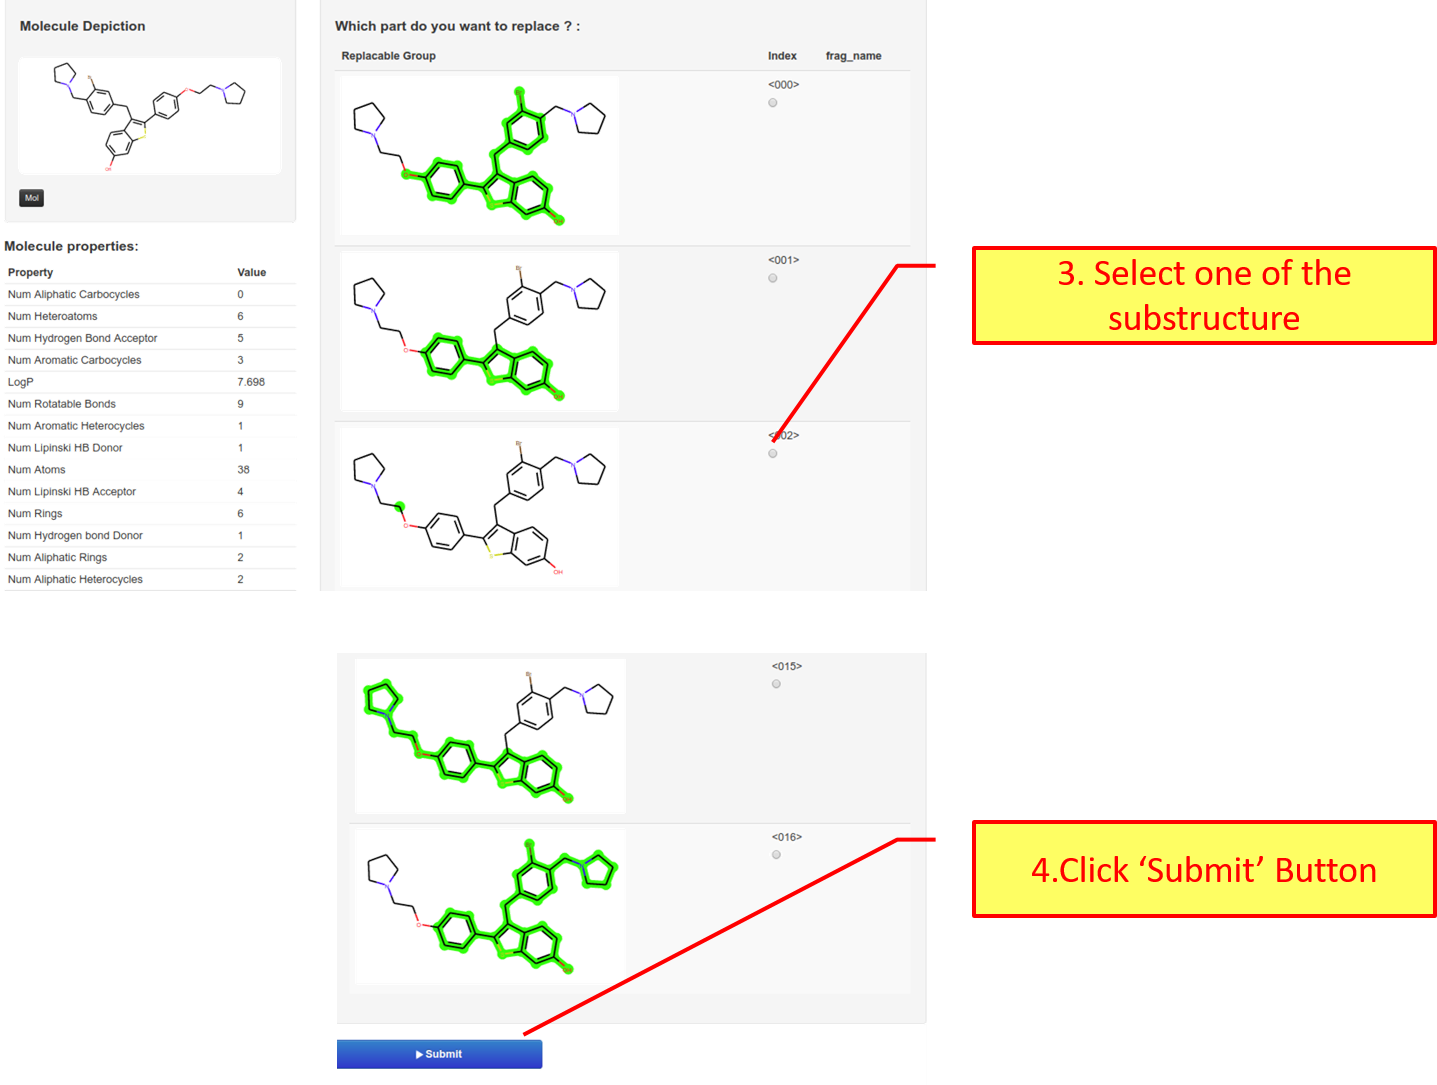 Molecule Depiction
Mol
Molecule properties:
Property Value
Num Aliphatic Carbocycles 0
Num Heteroatoms 6
Num Hydrogen Bond Acceptor 5
Num Aromatic Carbocycles 3
LogP 7.698
Num Rotatable Bonds 9
Num Aromatic Heterocycles 1
Num Lipinski HB Donor 1
Num Atoms 38
Num Lipinski HB Acceptor 4
Num Rings 6
Num Hydrogen bond Donor 1
Num Aliphatic Rings 2
Num Aliphatic Heterocycles 2
Which part do you want to replace ? :
Replacable Group Index frag_name
<000>
<001>
Br
N
N
O
<002>
Br
N
N
O
S
OH
3. Select one of the
substructure
<015>
Br
N
<016>
N
O
Submit
4.Click ‘Submit’ Button